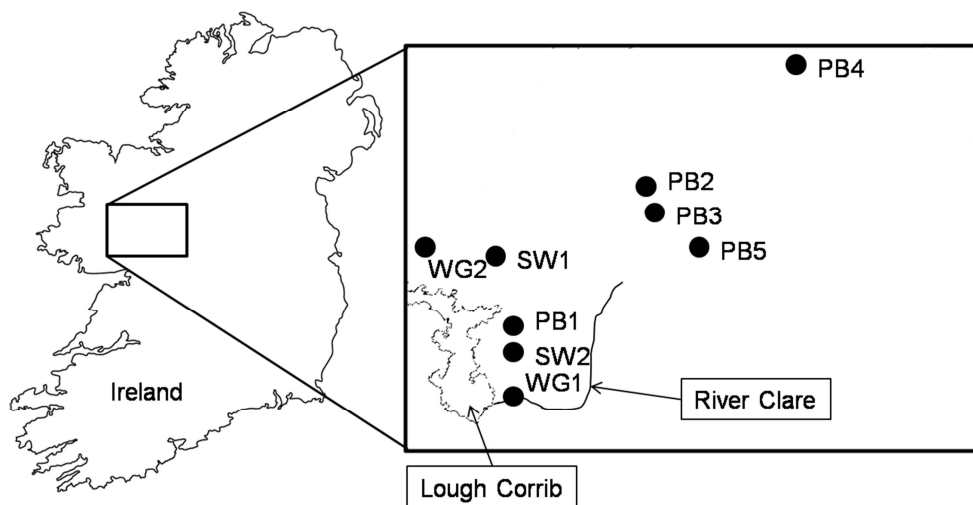 PB4
PB2
PB3
PB5
WG2
SW1
PB1
SW2
WG1
Ireland
River Clare
Lough Corrib